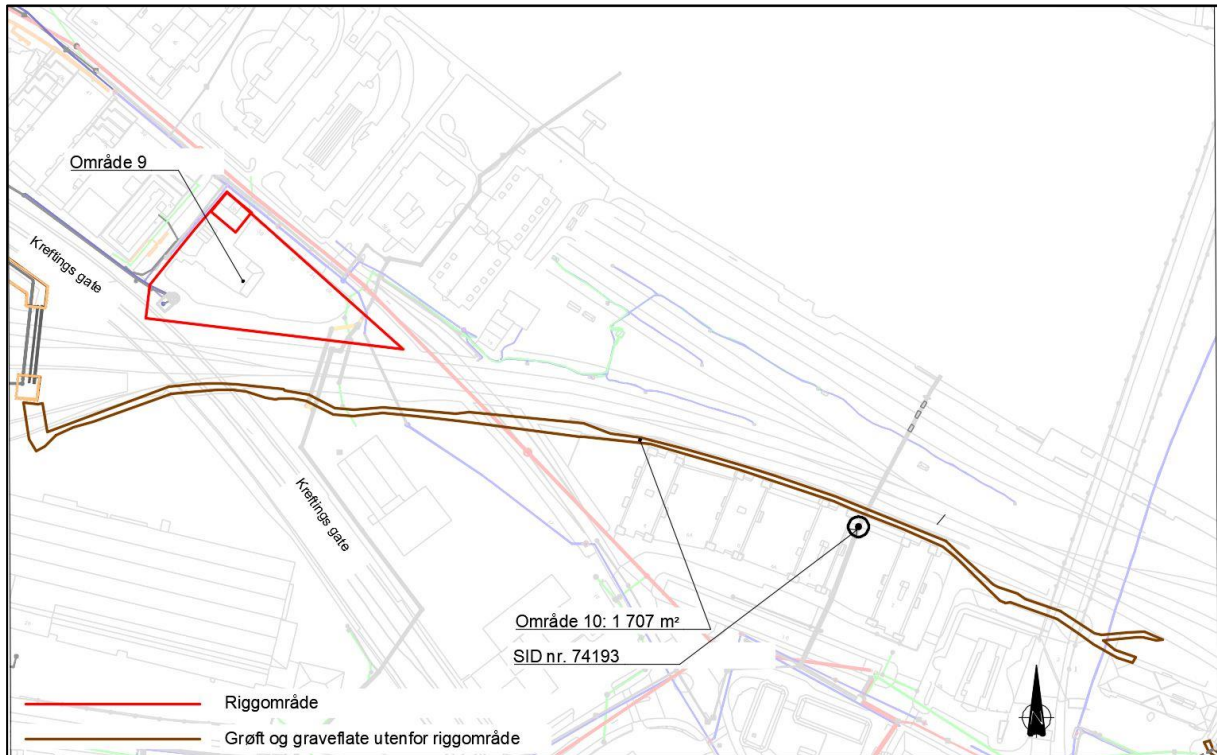 Område 9
Kreftings gate
Kreftings gate
Område 10: 1 707 m²
SID nr. 74193
Riggområde
Grøft og graveflate utenfor riggområde
N